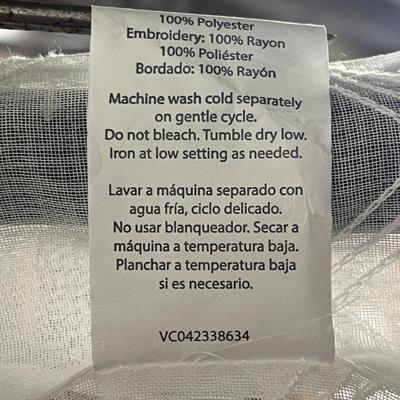 100% Polyester
Embroidery: 100% Rayon
100% Poliéster
Bordado: 100% Rayón
Machine wash cold separately
on gentle cycle.
Do not bleach. Tumble dry low.
Iron at low setting as needed.
Lavar a máquina separado con
agua fría, ciclo delicado.
No usar blanqueador. Secar a
máquina a temperatura baja.
Planchar a temperatura baja
si es necesario.
VC042338634